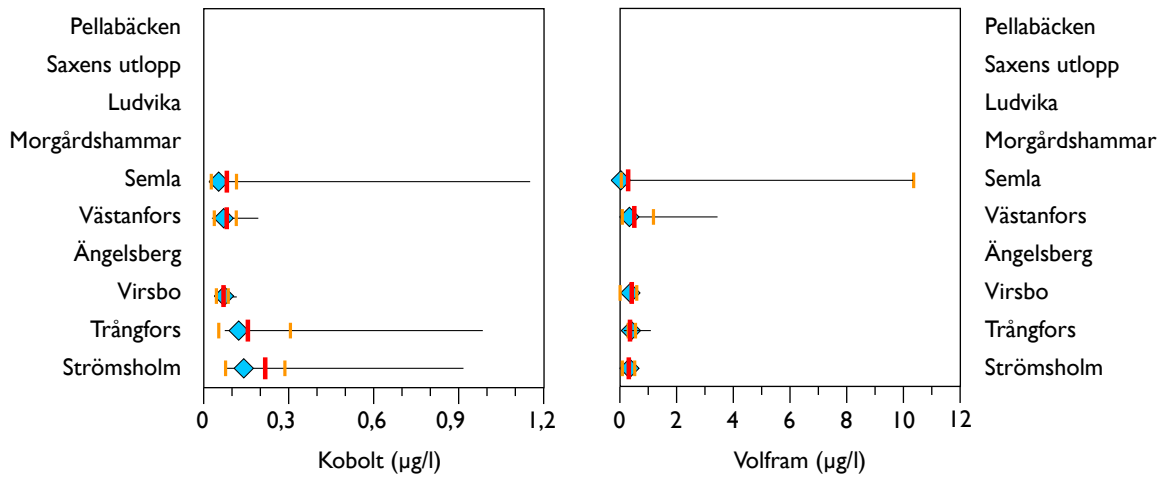 Pellabäcken
Saxens utlopp
Ludvika
Morgårdshammar
Semla
Västanfors
Ängelsberg
Virsbo
Trångfors
Strömsholm
0 0,3 0,6 0,9 1,2
Kobolt (µg/l)
0 2 4 6 8 10 12
Volfram (µg/l)
Pellabäcken
Saxens utlopp
Ludvika
Morgårdshammar
Semla
Västanfors
Ängelsberg
Virsbo
Trångfors
Strömsholm